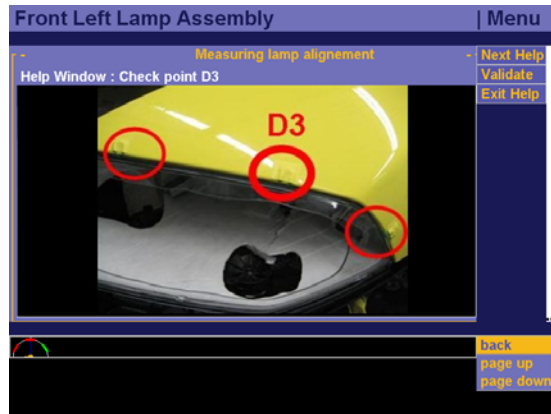 Front Left Lamp Assembly | Menu
- Measuring lamp alignement -
Next Help
Help Window : Check point D3
Validate
Exit Help
D3
back
page up
page down